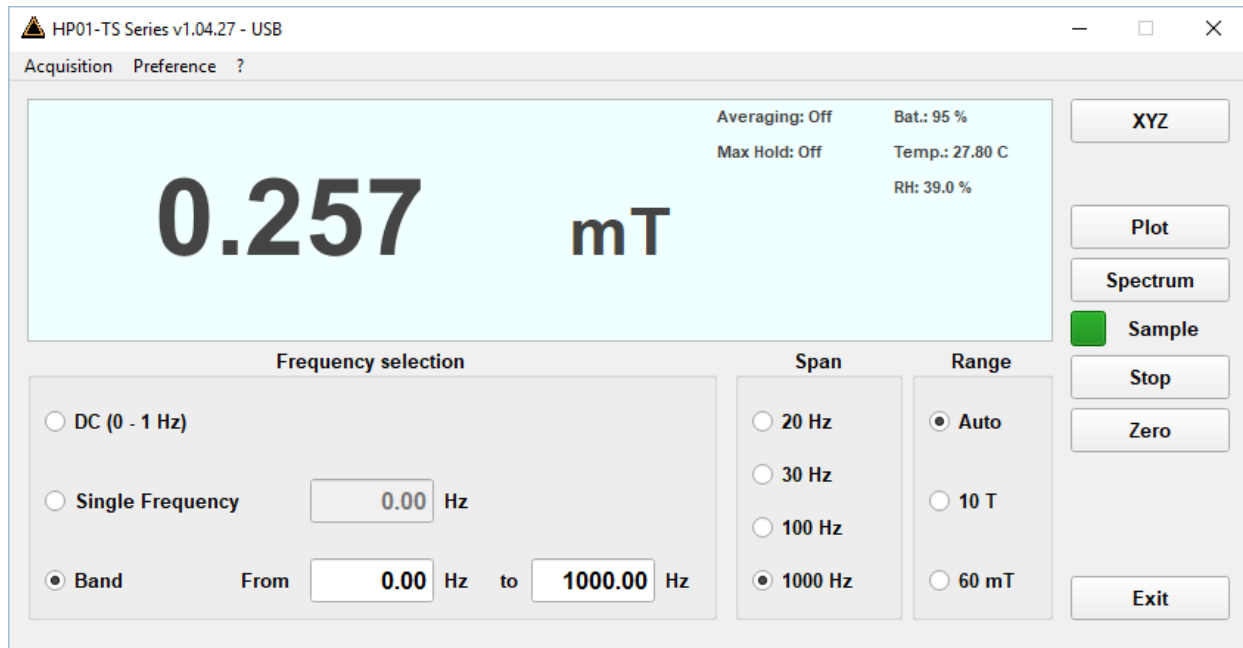 HP01-TS Series v1.04.27 - USB
Acquisition Preference ?
Averaging: Off Bat.: 95 %
Max Hold: Off Temp.: 27.80 C
RH: 39.0 %
0.257 mT
XYZ
Plot
Spectrum
Sample
Stop
Zero
Exit
Frequency selection
DC (0 - 1 Hz)
Single Frequency 0.00 Hz
Band From 0.00 Hz to 1000.00 Hz
Span
20 Hz
30 Hz
100 Hz
1000 Hz
Range
Auto
10 T
60 mT